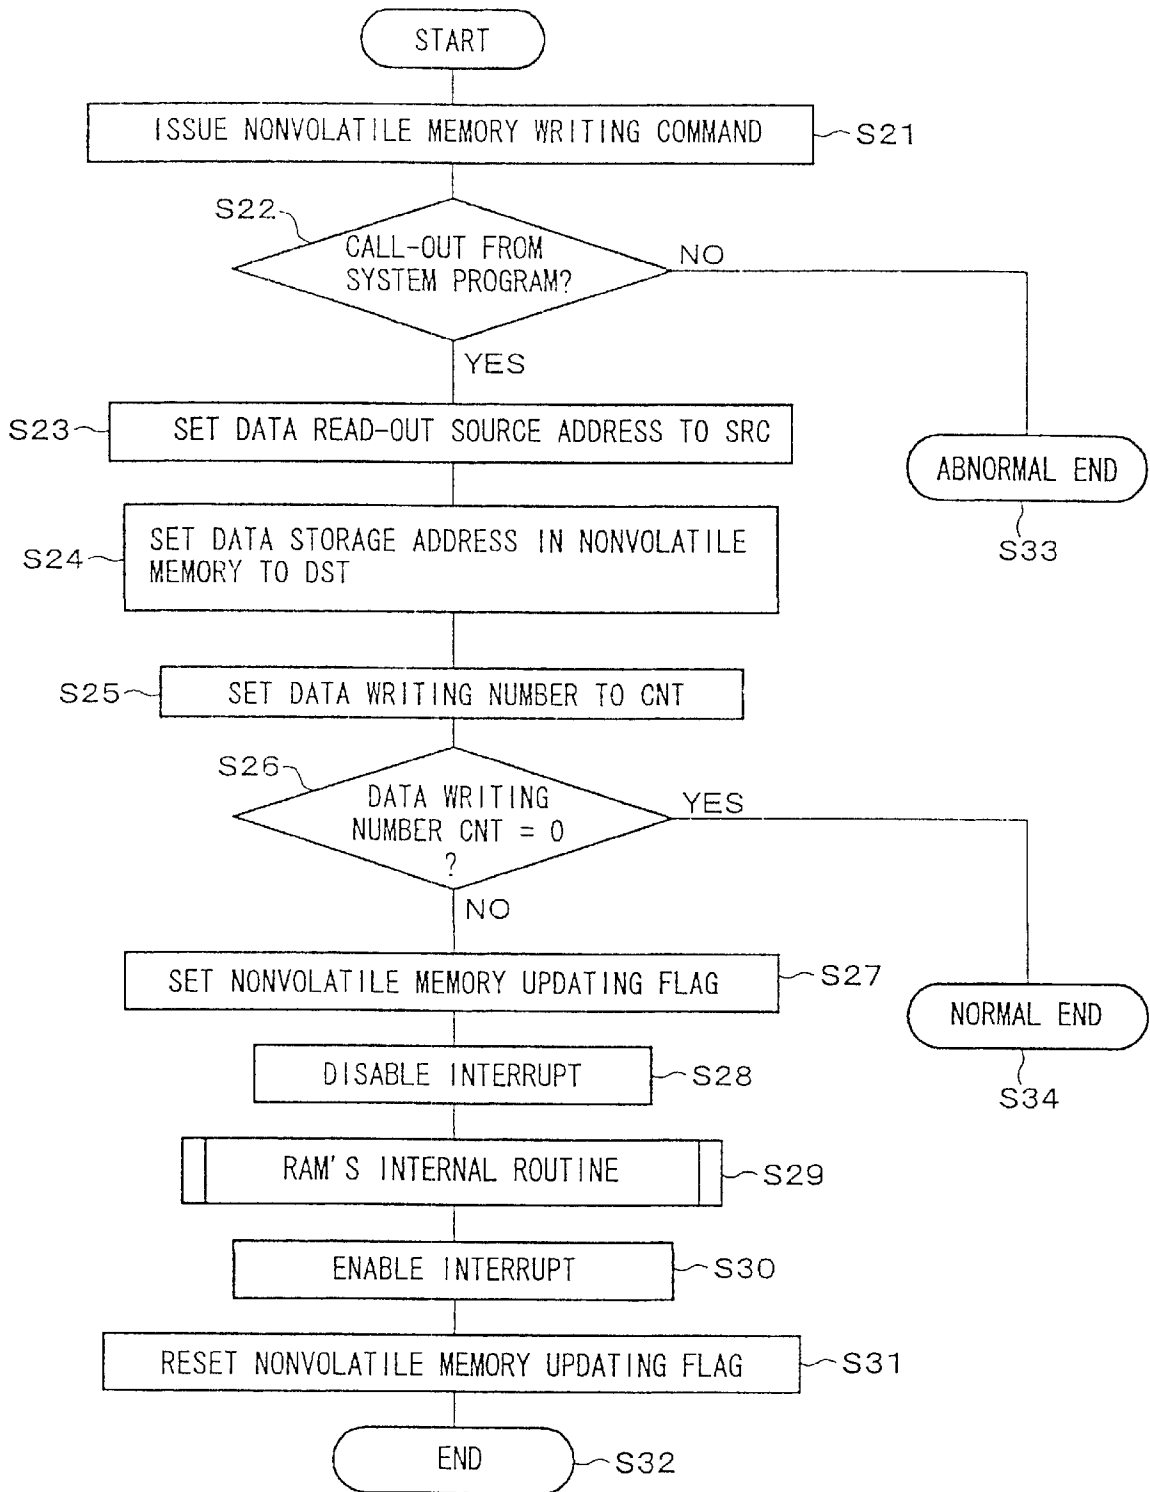 START
ISSUE NONVOLATILE MEMORY WRITING COMMAND
S21
S22
CALL-OUT FROM
SYSTEM PROGRAM?
NO
YES
S23
SET DATA READ-OUT SOURCE ADDRESS TO SRC
ABNORMAL END
S33
S24
SET DATA STORAGE ADDRESS IN NONVOLATILE
MEMORY TO DST
S25
SET DATA WRITING NUMBER TO CNT
S26
DATA WRITING
NUMBER CNT = 0
?
YES
NO
SET NONVOLATILE MEMORY UPDATING FLAG
S27
NORMAL END
S34
DISABLE INTERRUPT
S28
RAM'S INTERNAL ROUTINE
S29
ENABLE INTERRUPT
S30
RESET NONVOLATILE MEMORY UPDATING FLAG
S31
END
S32